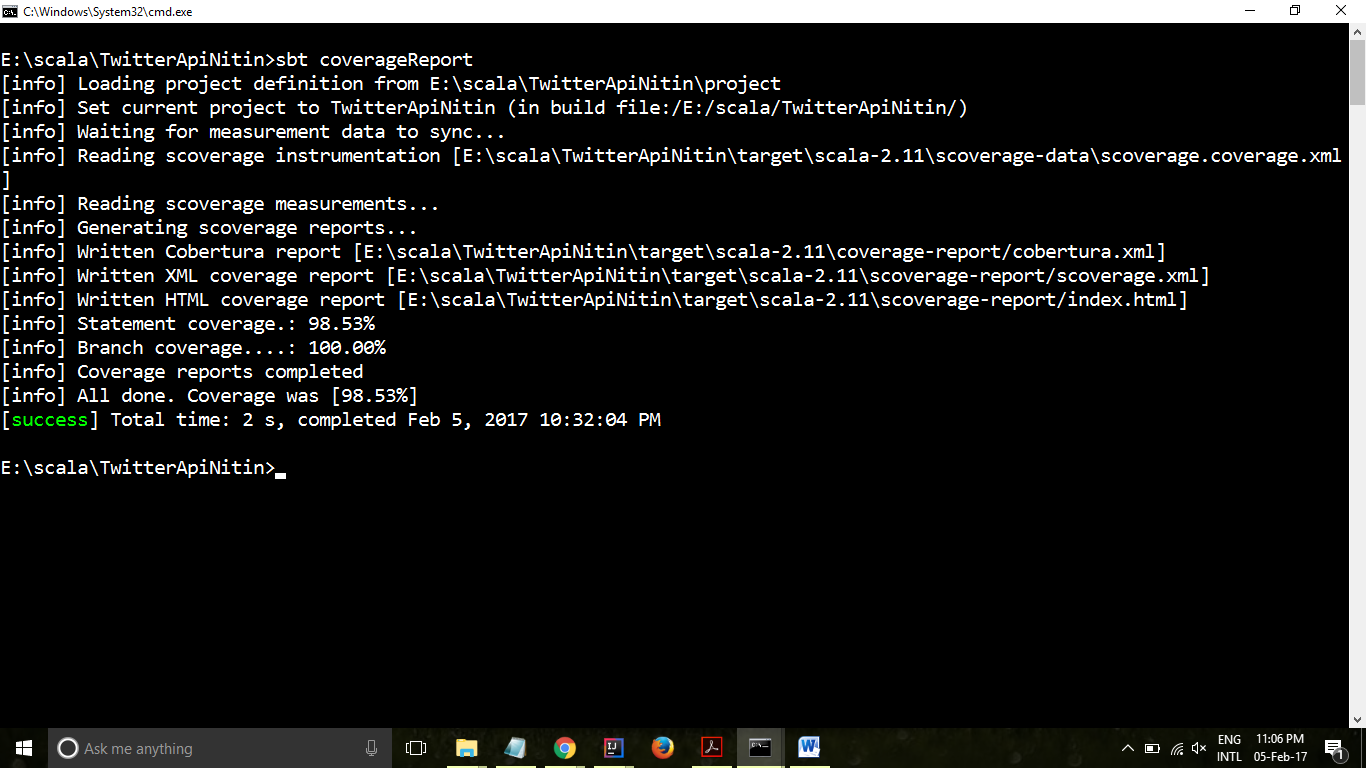 C:\Windows\System32\cmd.exe
E:\scala\TwitterApiNitin>sbt coverageReport
[info] Loading project definition from E:\scala\TwitterApiNitin\project
[info] Set current project to TwitterApiNitin (in build file:/E:/scala/TwitterApiNitin/)
[info] Waiting for measurement data to sync...
[info] Reading scoverage instrumentation [E:\scala\TwitterApiNitin\target\scala-2.11\scoverage-data\scoverage.coverage.xml
]
[info] Reading scoverage measurements...
[info] Generating scoverage reports...
[info] Written Cobertura report [E:\scala\TwitterApiNitin\target\scala-2.11\coverage-report/cobertura.xml]
[info] Written XML coverage report [E:\scala\TwitterApiNitin\target\scala-2.11\scoverage-report/scoverage.xml]
[info] Written HTML coverage report [E:\scala\TwitterApiNitin\target\scala-2.11\scoverage-report/index.html]
[info] Statement coverage.: 98.53%
[info] Branch coverage....: 100.00%
[info] Coverage reports completed
[info] All done. Coverage was [98.53%]
[success] Total time: 2 s, completed Feb 5, 2017 10:32:04 PM
E:\scala\TwitterApiNitin>
Ask me anything
ENG 11:06 PM
INTL 05-Feb-17
1